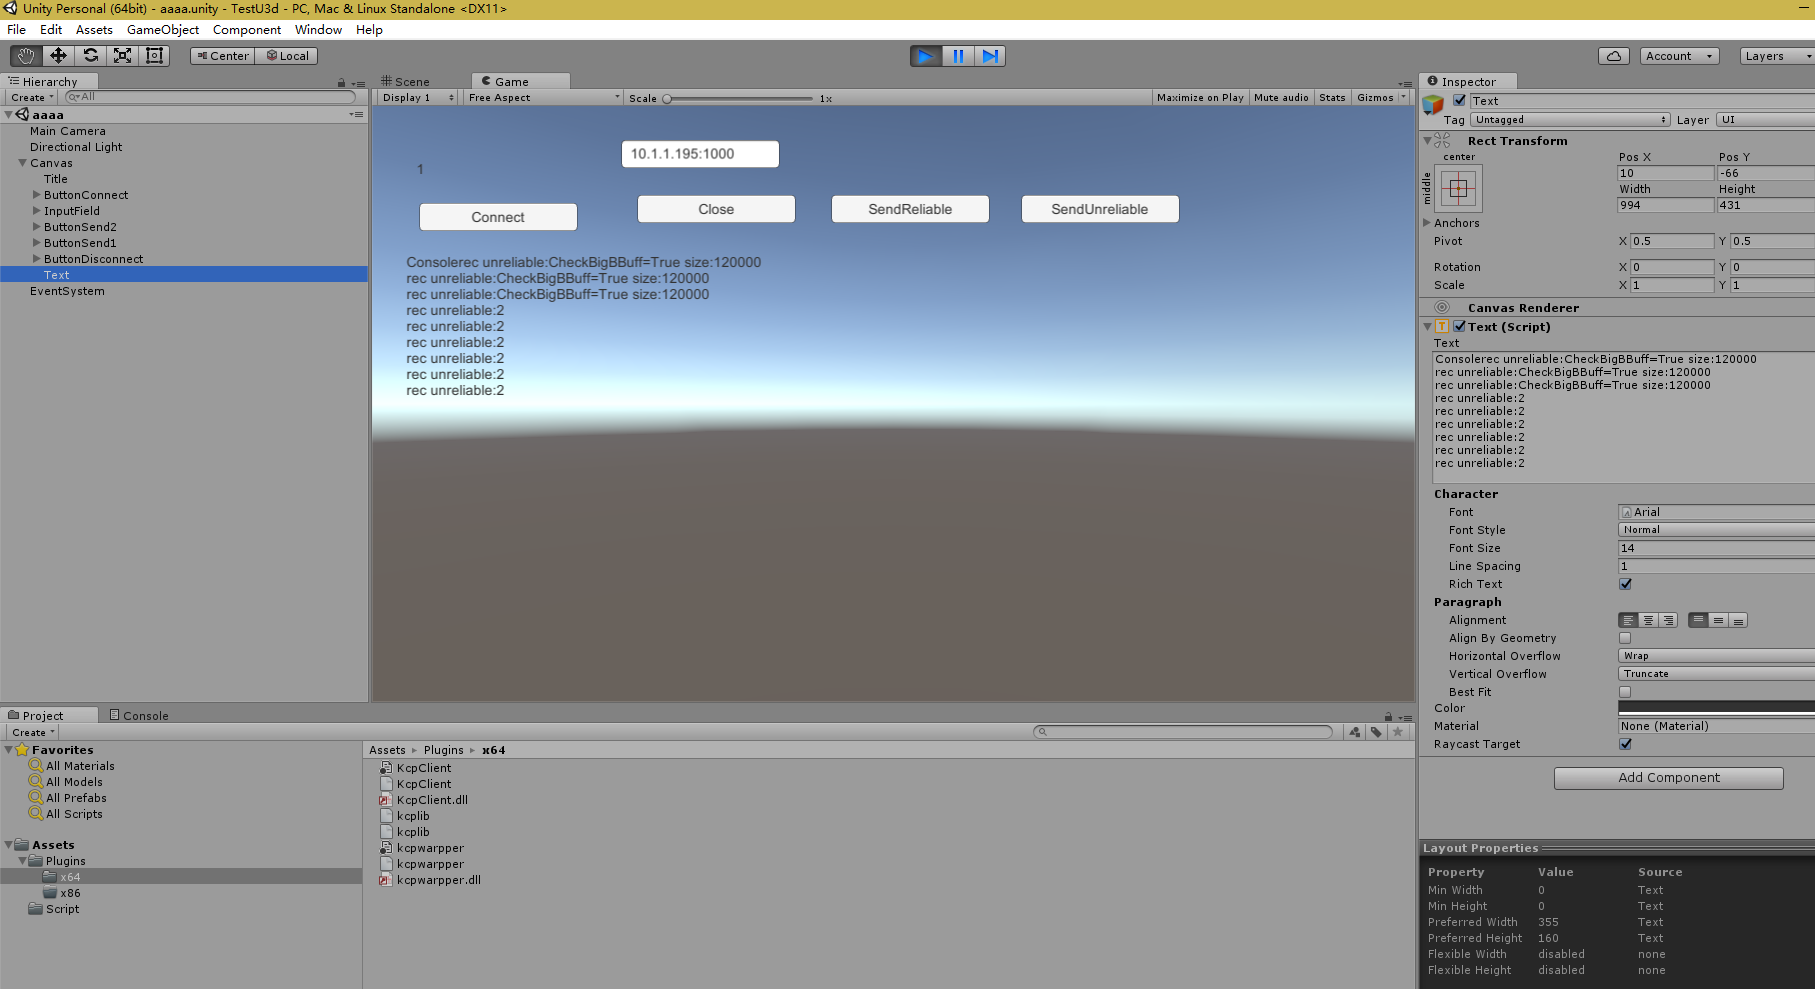 Unity Personal (64bit) - aaaa.unity - TestU3d - PC, Mac & Linux Standalone <DX11>
File Edit Assets GameObject Component Window Help
Center Local Account Layers
Hierarchy
Create All
aaaa
Main Camera
Directional Light
Canvas
Title
ButtonConnect
InputField
ButtonSend2
ButtonSend1
ButtonDisconnect
Text
EventSystem
Scene Game
Display 1 Free Aspect Scale 1x Maximize on Play Mute audio Stats Gizmos
10.1.1.195:1000
1
Connect Close SendReliable SendUnreliable
Consolerec unreliable:CheckBigBBuff=True size:120000
rec unreliable:CheckBigBBuff=True size:120000
rec unreliable:CheckBigBBuff=True size:120000
rec unreliable:2
rec unreliable:2
rec unreliable:2
rec unreliable:2
rec unreliable:2
rec unreliable:2
Inspector
Text
Tag Untagged Layer UI
Rect Transform
center
middle
Pos X Pos Y
10 -66
Width Height
994 431
Anchors
Pivot X 0.5 Y 0.5
Rotation X 0 Y 0
Scale X 1 Y 1
Canvas Renderer
T Text (Script)
Text
Consolerec unreliable:CheckBigBBuff=True size:120000
rec unreliable:CheckBigBBuff=True size:120000
rec unreliable:CheckBigBBuff=True size:120000
rec unreliable:2
rec unreliable:2
rec unreliable:2
rec unreliable:2
rec unreliable:2
rec unreliable:2
Character
Font Arial
Font Style Normal
Font Size 14
Line Spacing 1
Rich Text
Paragraph
Alignment
Align By Geometry
Horizontal Overflow Wrap
Vertical Overflow Truncate
Best Fit
Color
Material None (Material)
Raycast Target
Add Component
Layout Properties
Property Value Source
Min Width 0 Text
Min Height 0 Text
Preferred Width 355 Text
Preferred Height 160 Text
Flexible Width disabled none
Flexible Height disabled none
Project Console
Create
Favorites
All Materials
All Models
All Prefabs
All Scripts
Assets
Plugins
x64
x86
Script
Assets Plugins x64
KcpClient
KcpClient
KcpClient.dll
kcplib
kcplib
kcpwarpper
kcpwarpper
kcpwarpper.dll